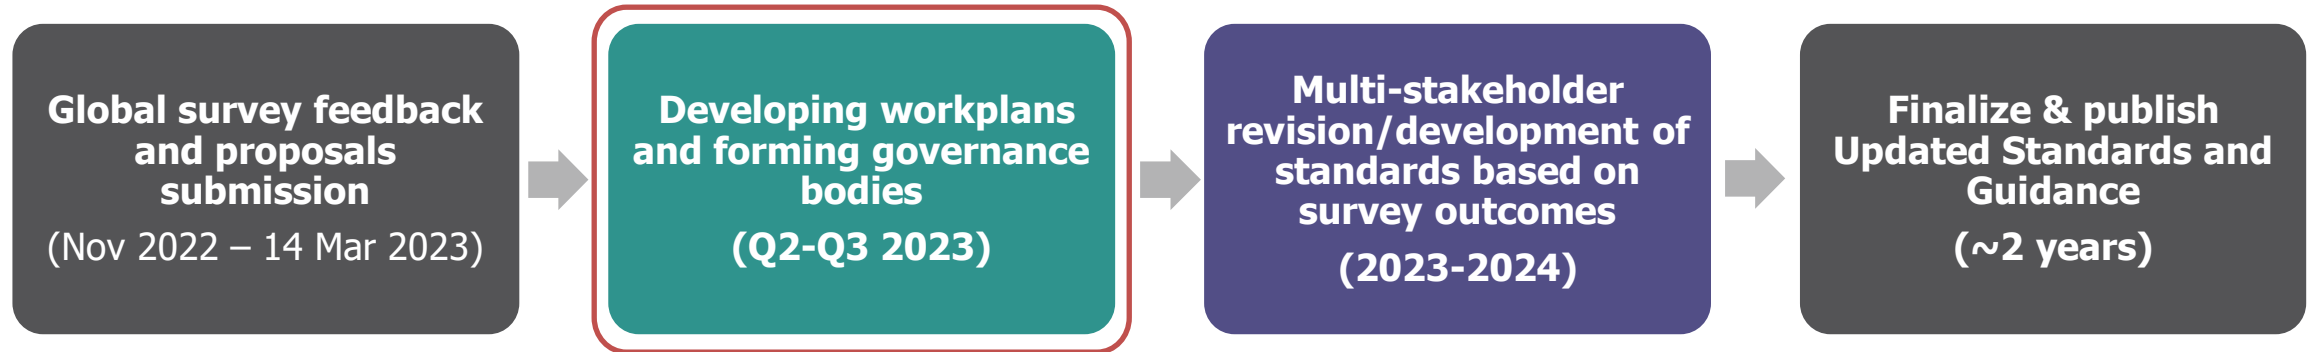 Global survey feedback
and proposals
submission
(Nov 2022 – 14 Mar 2023)
Developing workplans
and forming governance
bodies
(Q2-Q3 2023)
Multi-stakeholder
revision/development of
standards based on
survey outcomes
(2023-2024)
Finalize & publish
Updated Standards and
Guidance
(~2 years)